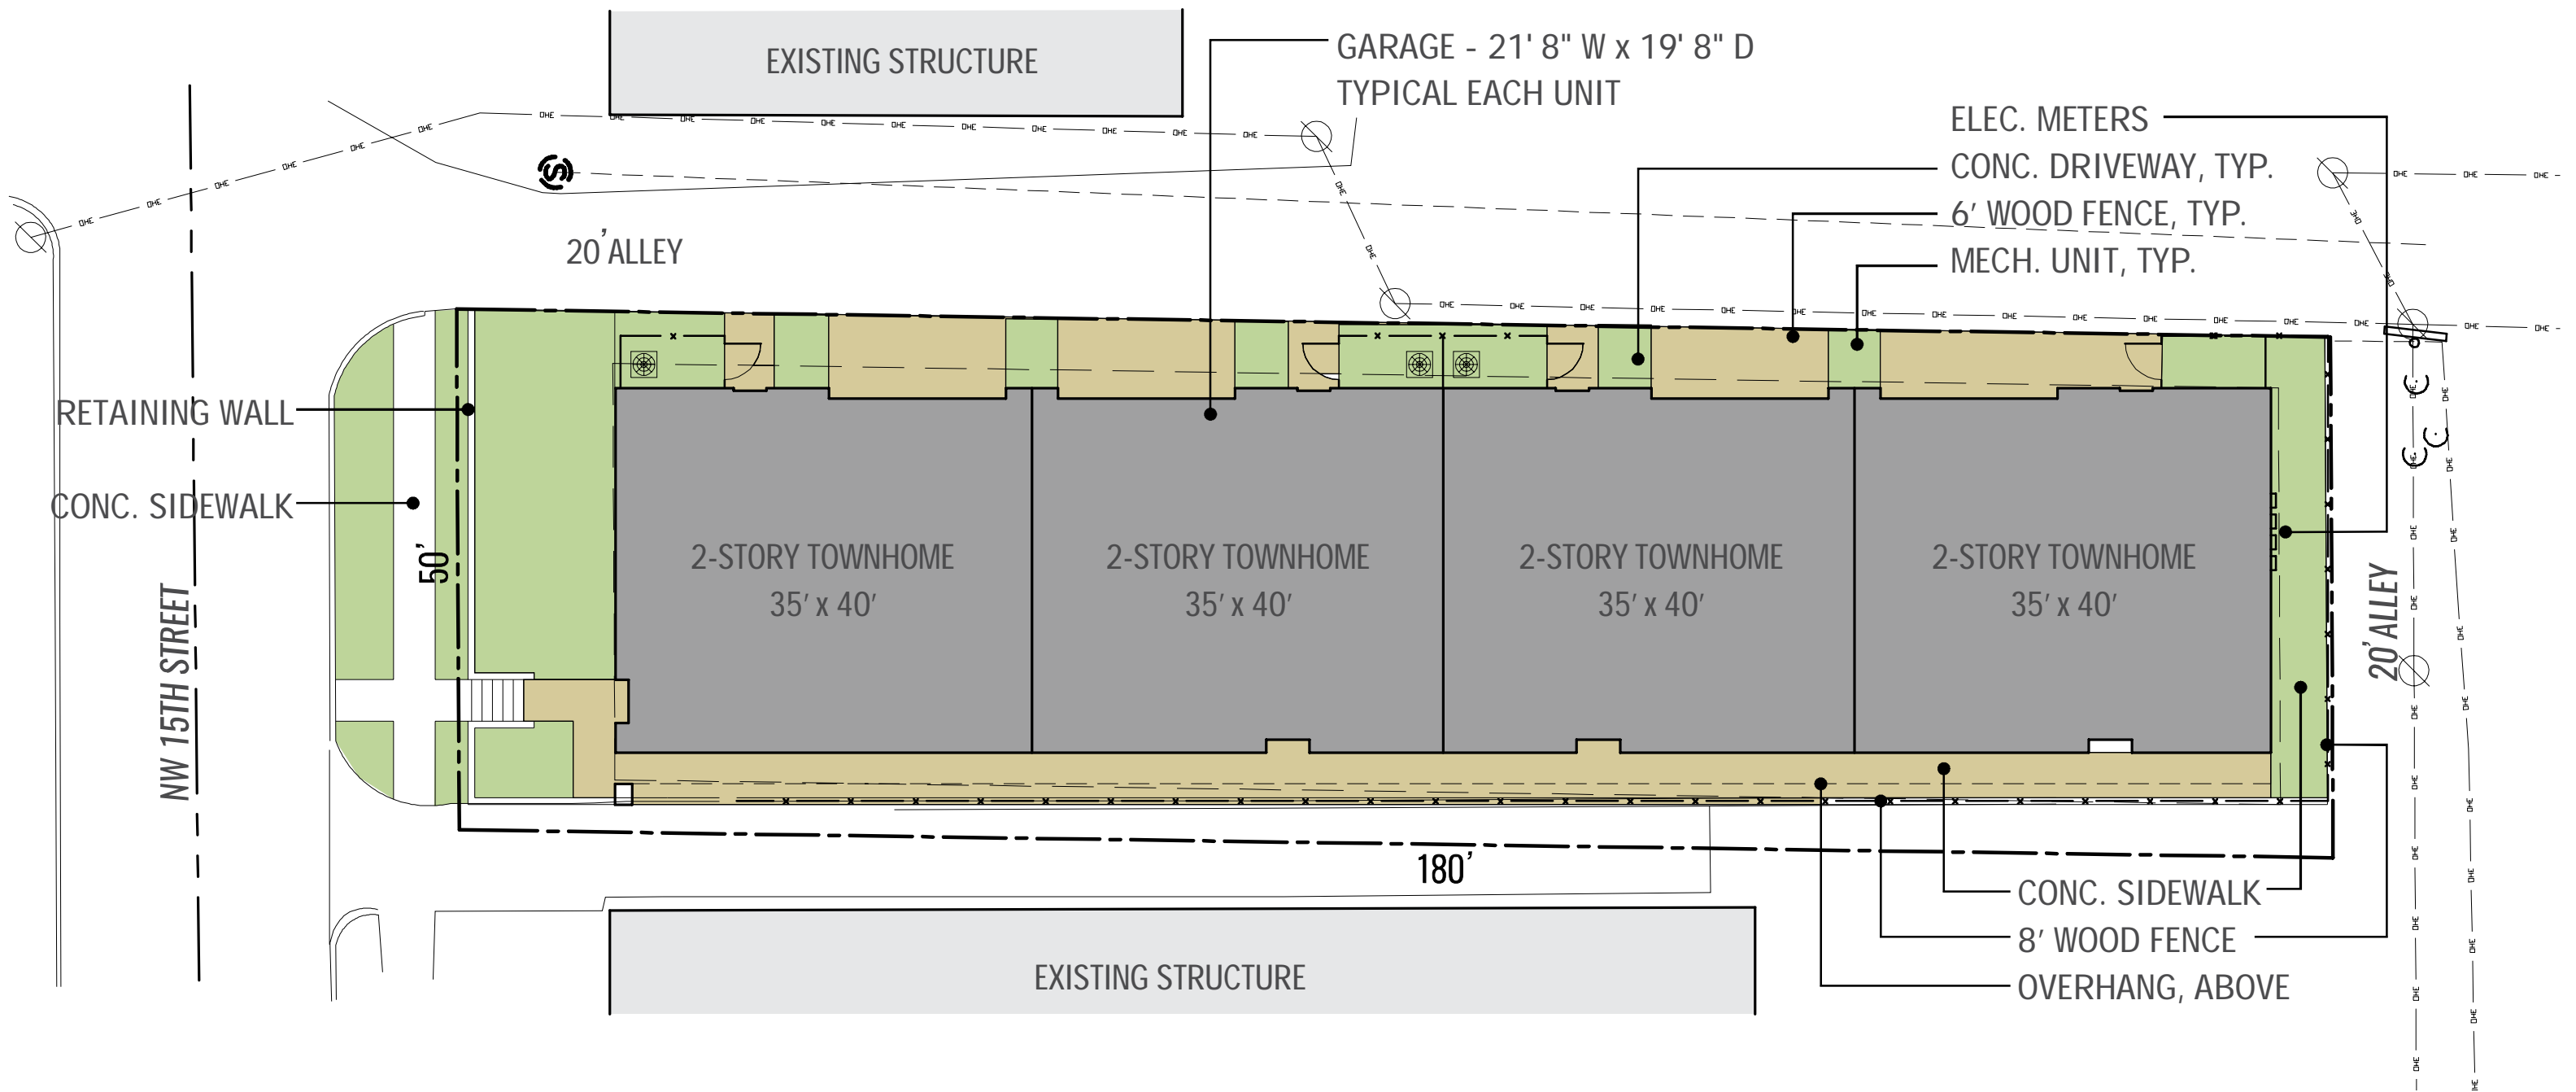 EXISTING STRUCTURE
GARAGE - 21' 8" W x 19' 8" D
TYPICAL EACH UNIT
ELEC. METERS
CONC. DRIVEWAY, TYP.
6' WOOD FENCE, TYP.
MECH. UNIT, TYP.
20' ALLEY
RETAINING WALL
CONC. SIDEWALK
50'
NW 15TH STREET
2-STORY TOWNHOME
35' x 40'
2-STORY TOWNHOME
35' x 40'
2-STORY TOWNHOME
35' x 40'
2-STORY TOWNHOME
35' x 40'
20' ALLEY
180'
CONC. SIDEWALK
8' WOOD FENCE
OVERHANG, ABOVE
EXISTING STRUCTURE